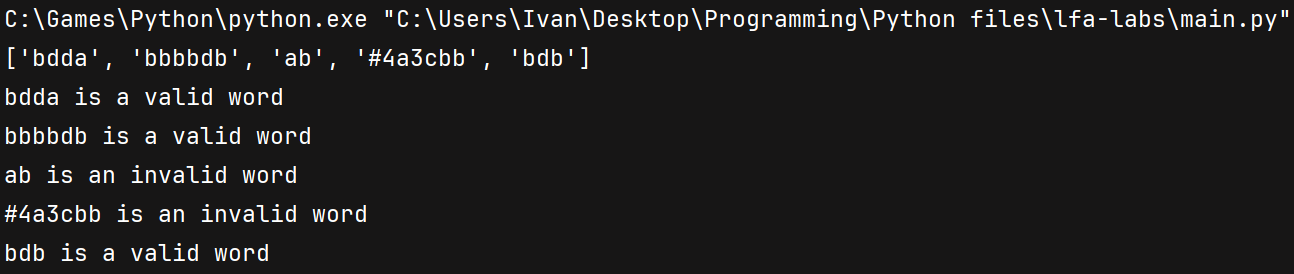 C:\Games\Python\python.exe "C:\Users\Ivan\Desktop\Programming\Python files\lfa-labs\main.py"
['bdda', 'bbbbdb', 'ab', '#4a3cbb', 'bdb']
bdda is a valid word
bbbbdb is a valid word
ab is an invalid word
#4a3cbb is an invalid word
bdb is a valid word